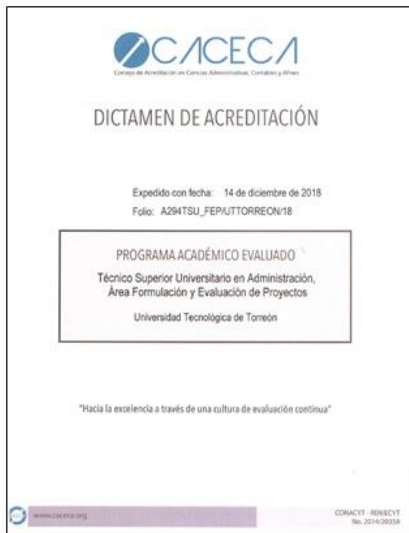 CACECA
Consejo de Acreditación en Ciencias Administrativas, Contables y Afines
DICTAMEN DE ACREDITACIÓN
Expedido con fecha: 14 de diciembre de 2018
Folio: A294TSU_FEP/UTTORREON/18
PROGRAMA ACADÉMICO EVALUADO
Técnico Superior Universitario en Administración,
Área Formulación y Evaluación de Proyectos
Universidad Tecnológica de Torreón
"Hacia la excelencia a través de una cultura de evaluación continua"
www.caceca.org
CONACYT - RENIECYT
No. 2014/20358